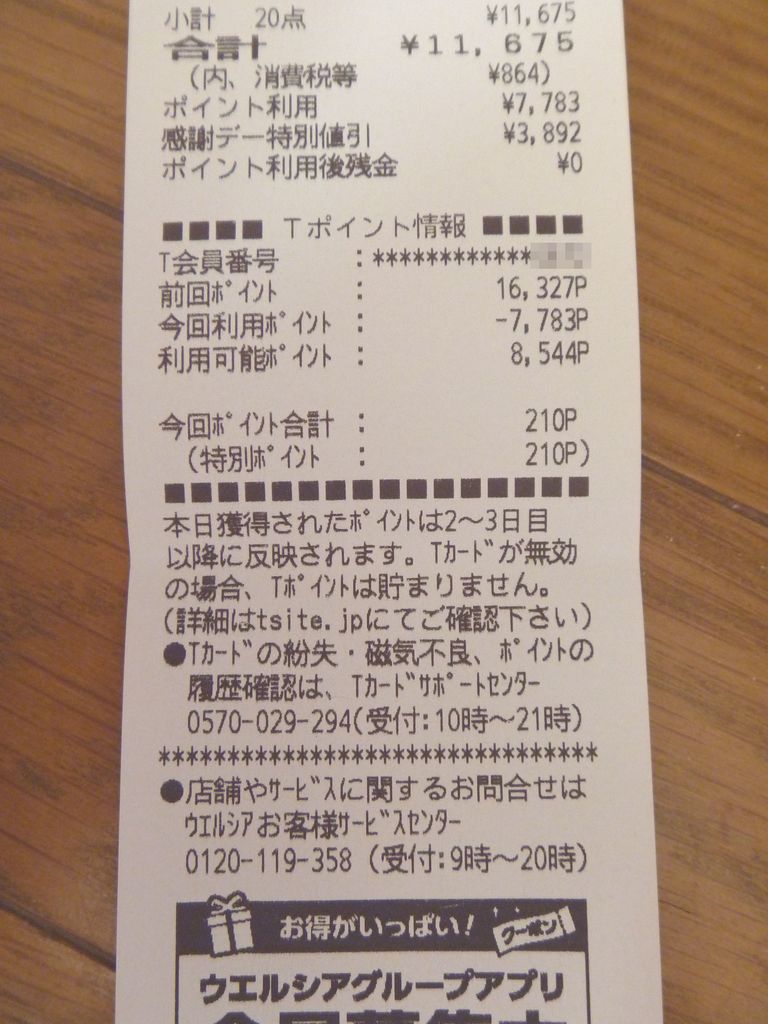 小計 20点 ¥11,675
合計 ¥11,675
(内、消費税等 ¥864)
ポイント利用 ¥7,783
感謝デー特別値引 ¥3,892
ポイント利用後残金 ¥0
■■■■ Tポイント情報 ■■■■
T会員番号 :************
前回ポイント : 16,327P
今回利用ポイント : -7,783P
利用可能ポイント : 8,544P
今回ポイント合計 : 210P
(特別ポイント : 210P)
■■■■■■■■■■■■■■■■
本日獲得されたポイントは2～3日目
以降に反映されます。Tカードが無効
の場合、Tポイントは貯まりません。
(詳細はtsite.jpにてご確認下さい)
●Tカードの紛失・磁気不良、ポイントの
履歴確認は、Tカードサポートセンター
0570-029-294(受付:10時～21時)
********************************
●店舗やサービスに関するお問合せは
ウエルシアお客様サービスセンター
0120-119-358 (受付:9時～20時)
お得がいっぱい! クーポン
ウエルシアグループアプリ